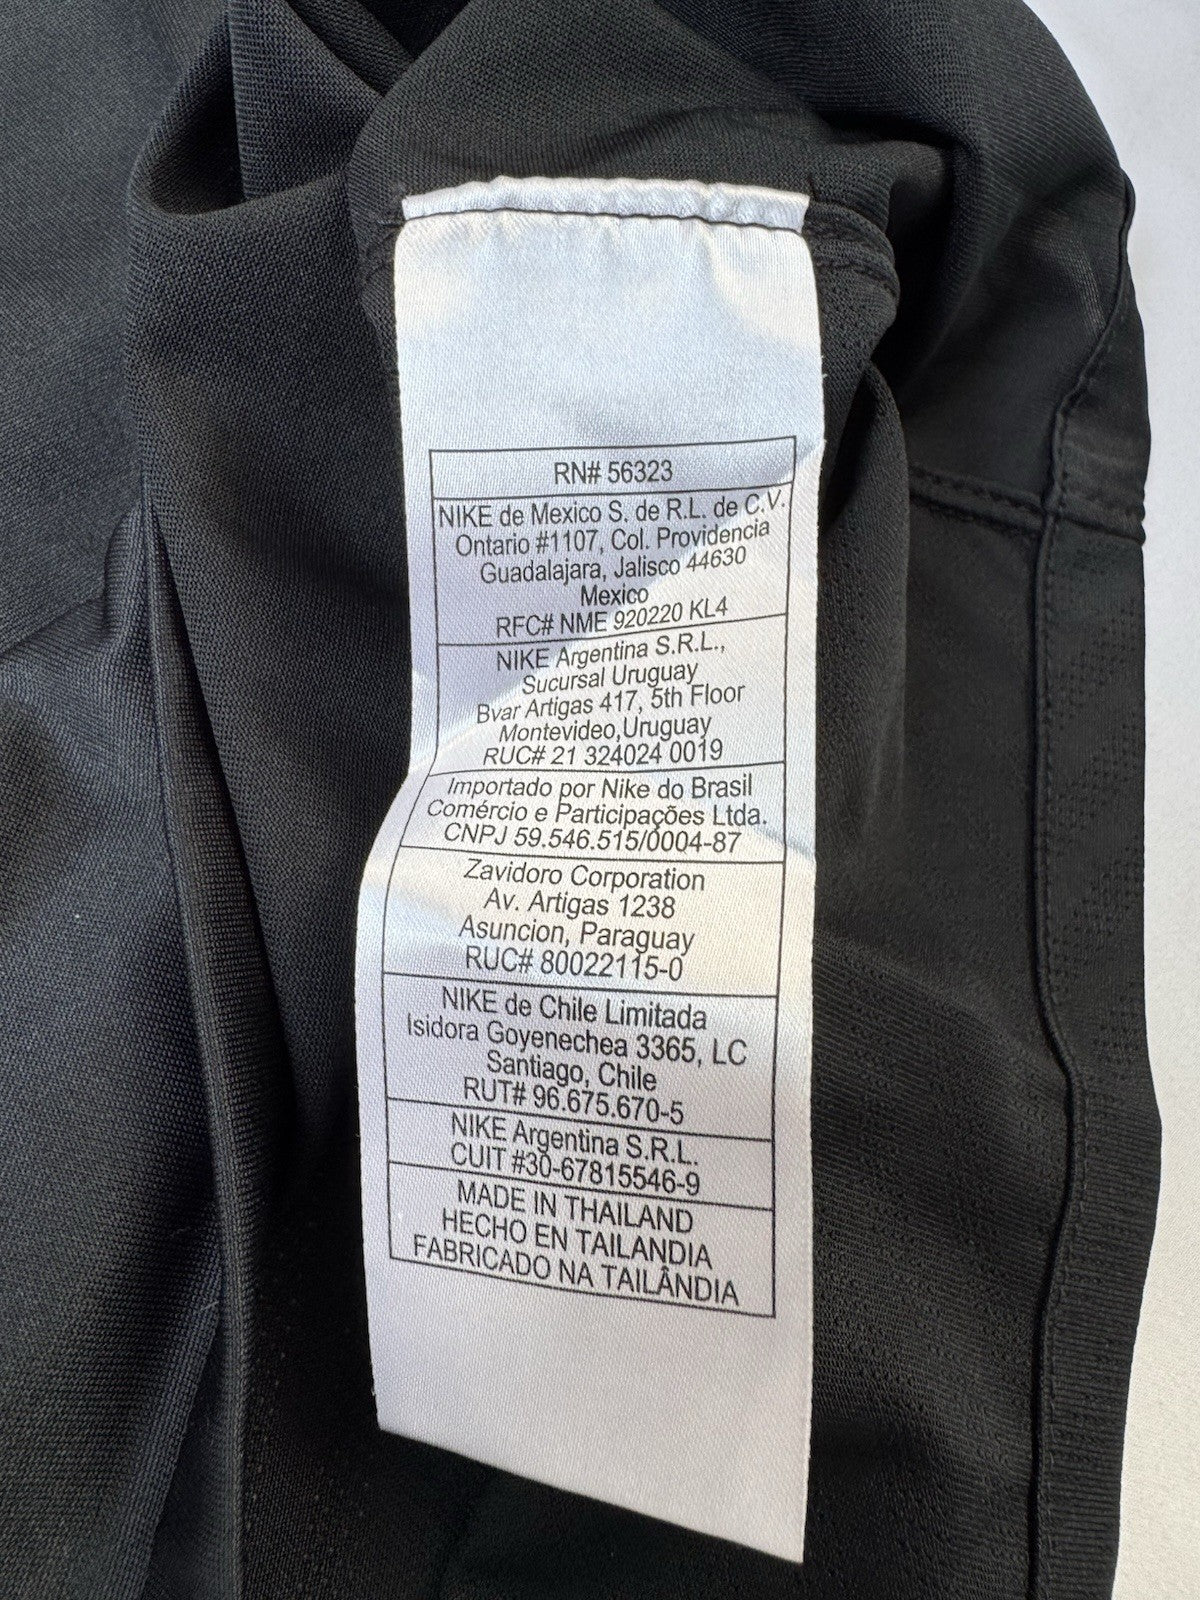 RN# 56323
NIKE de Mexico S. de R.L. de C.V.
Ontario #1107, Col. Providencia
Guadalajara, Jalisco 44630
Mexico
RFC# NME 920220 KL4
NIKE Argentina S.R.L.,
Sucursal Uruguay
Bvar Artigas 417, 5th Floor
Montevideo,Uruguay
RUC# 21 324024 0019
Importado por Nike do Brasil
Comércio e Participações Ltda.
CNPJ 59.546.515/0004-87
Zavidoro Corporation
Av. Artigas 1238
Asuncion, Paraguay
RUC# 80022115-0
NIKE de Chile Limitada
Isidora Goyenechea 3365, LC
Santiago, Chile
RUT# 96.675.670-5
NIKE Argentina S.R.L.
CUIT #30-67815546-9
MADE IN THAILAND
HECHO EN TAILANDIA
FABRICADO NA TAILÂNDIA